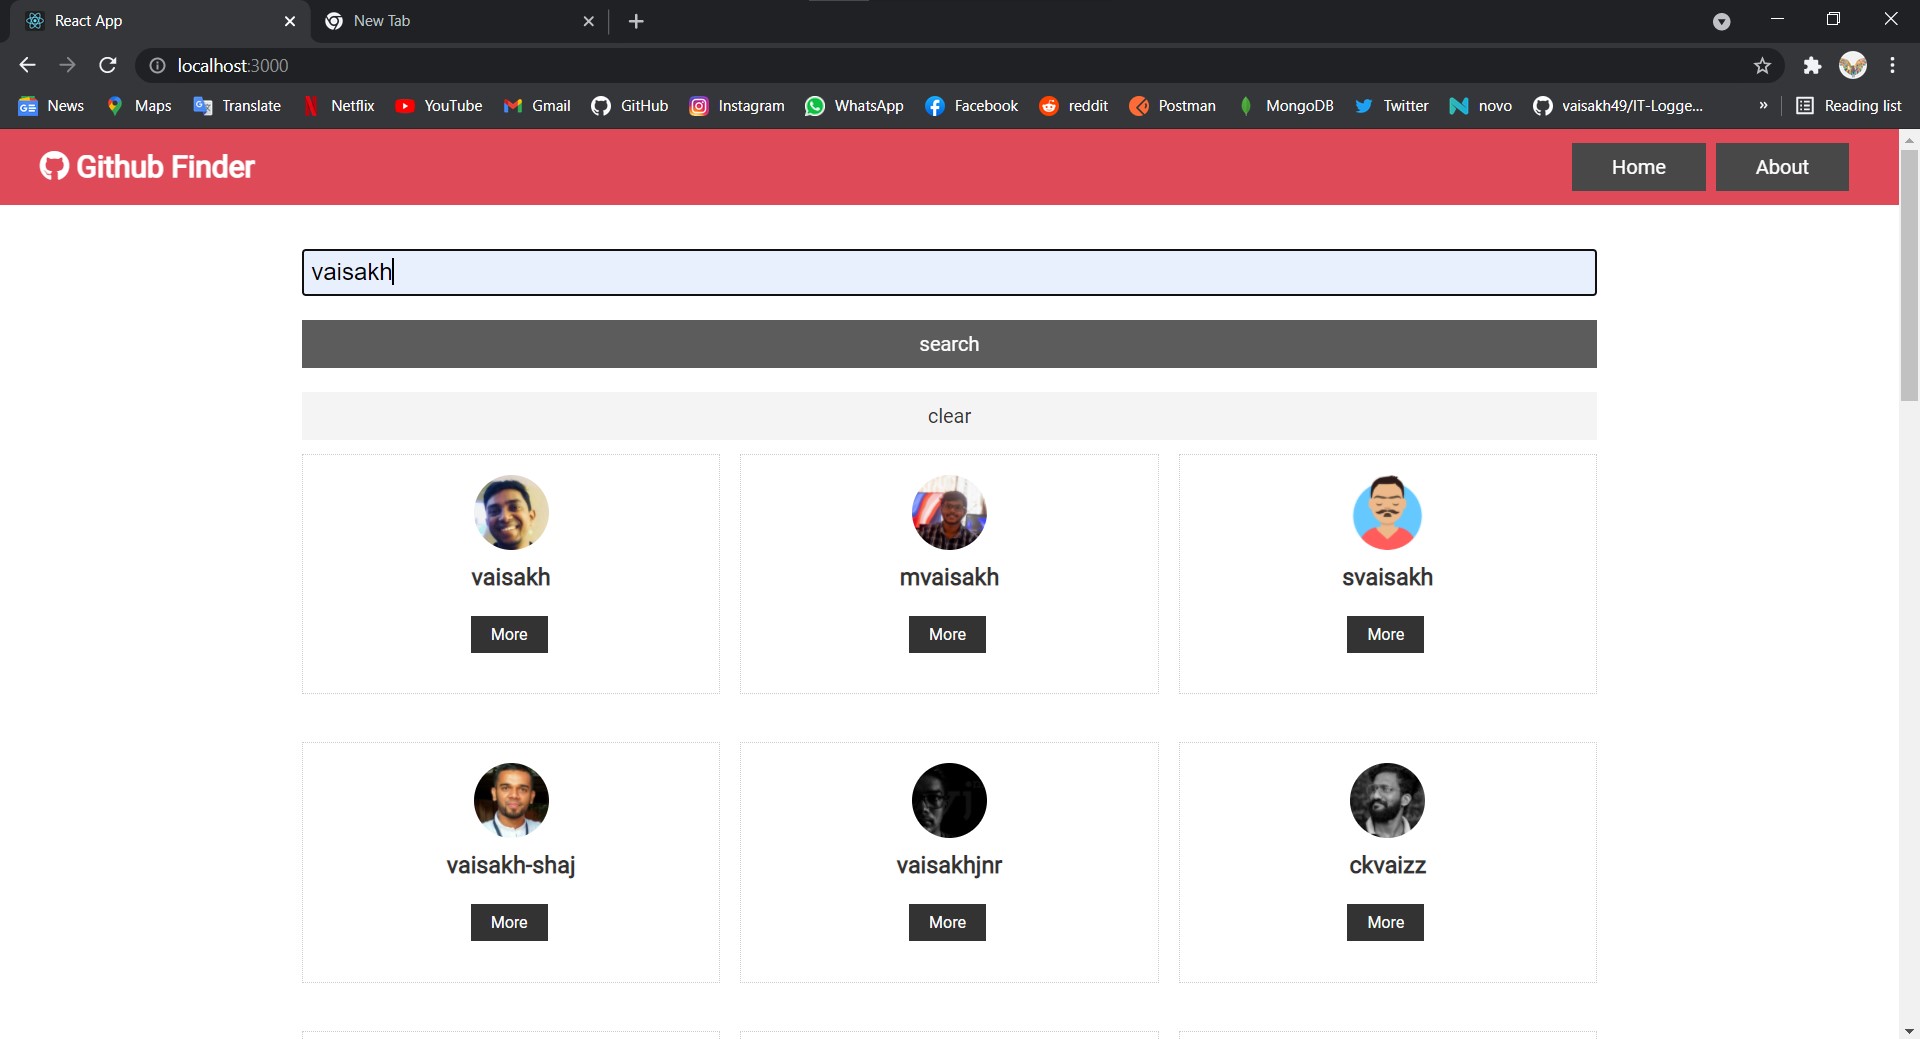 React App
New Tab
localhost:3000
News Maps Translate Netflix YouTube Gmail GitHub Instagram WhatsApp Facebook reddit Postman MongoDB Twitter novo vaisakh49/IT-Logge... » Reading list
Github Finder Home About
vaisakh
search
clear
vaisakh mvaisakh svaisakh
More More More
vaisakh-shaj vaisakhjnr ckvaizz
More More More